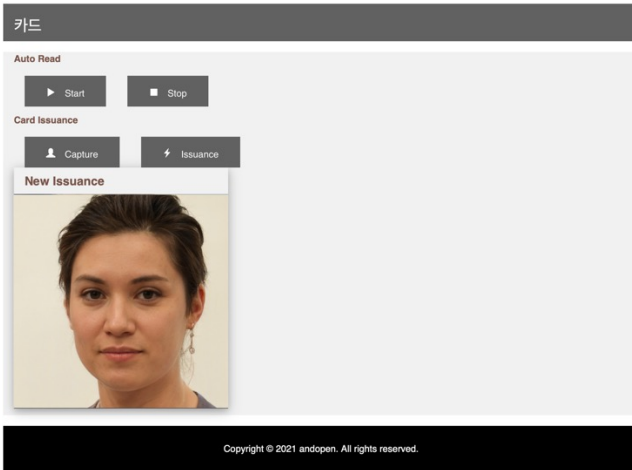 카드
Auto Read
Start Stop
Card Issuance
Capture Issuance
New Issuance
Copyright © 2021 andopen. All rights reserved.